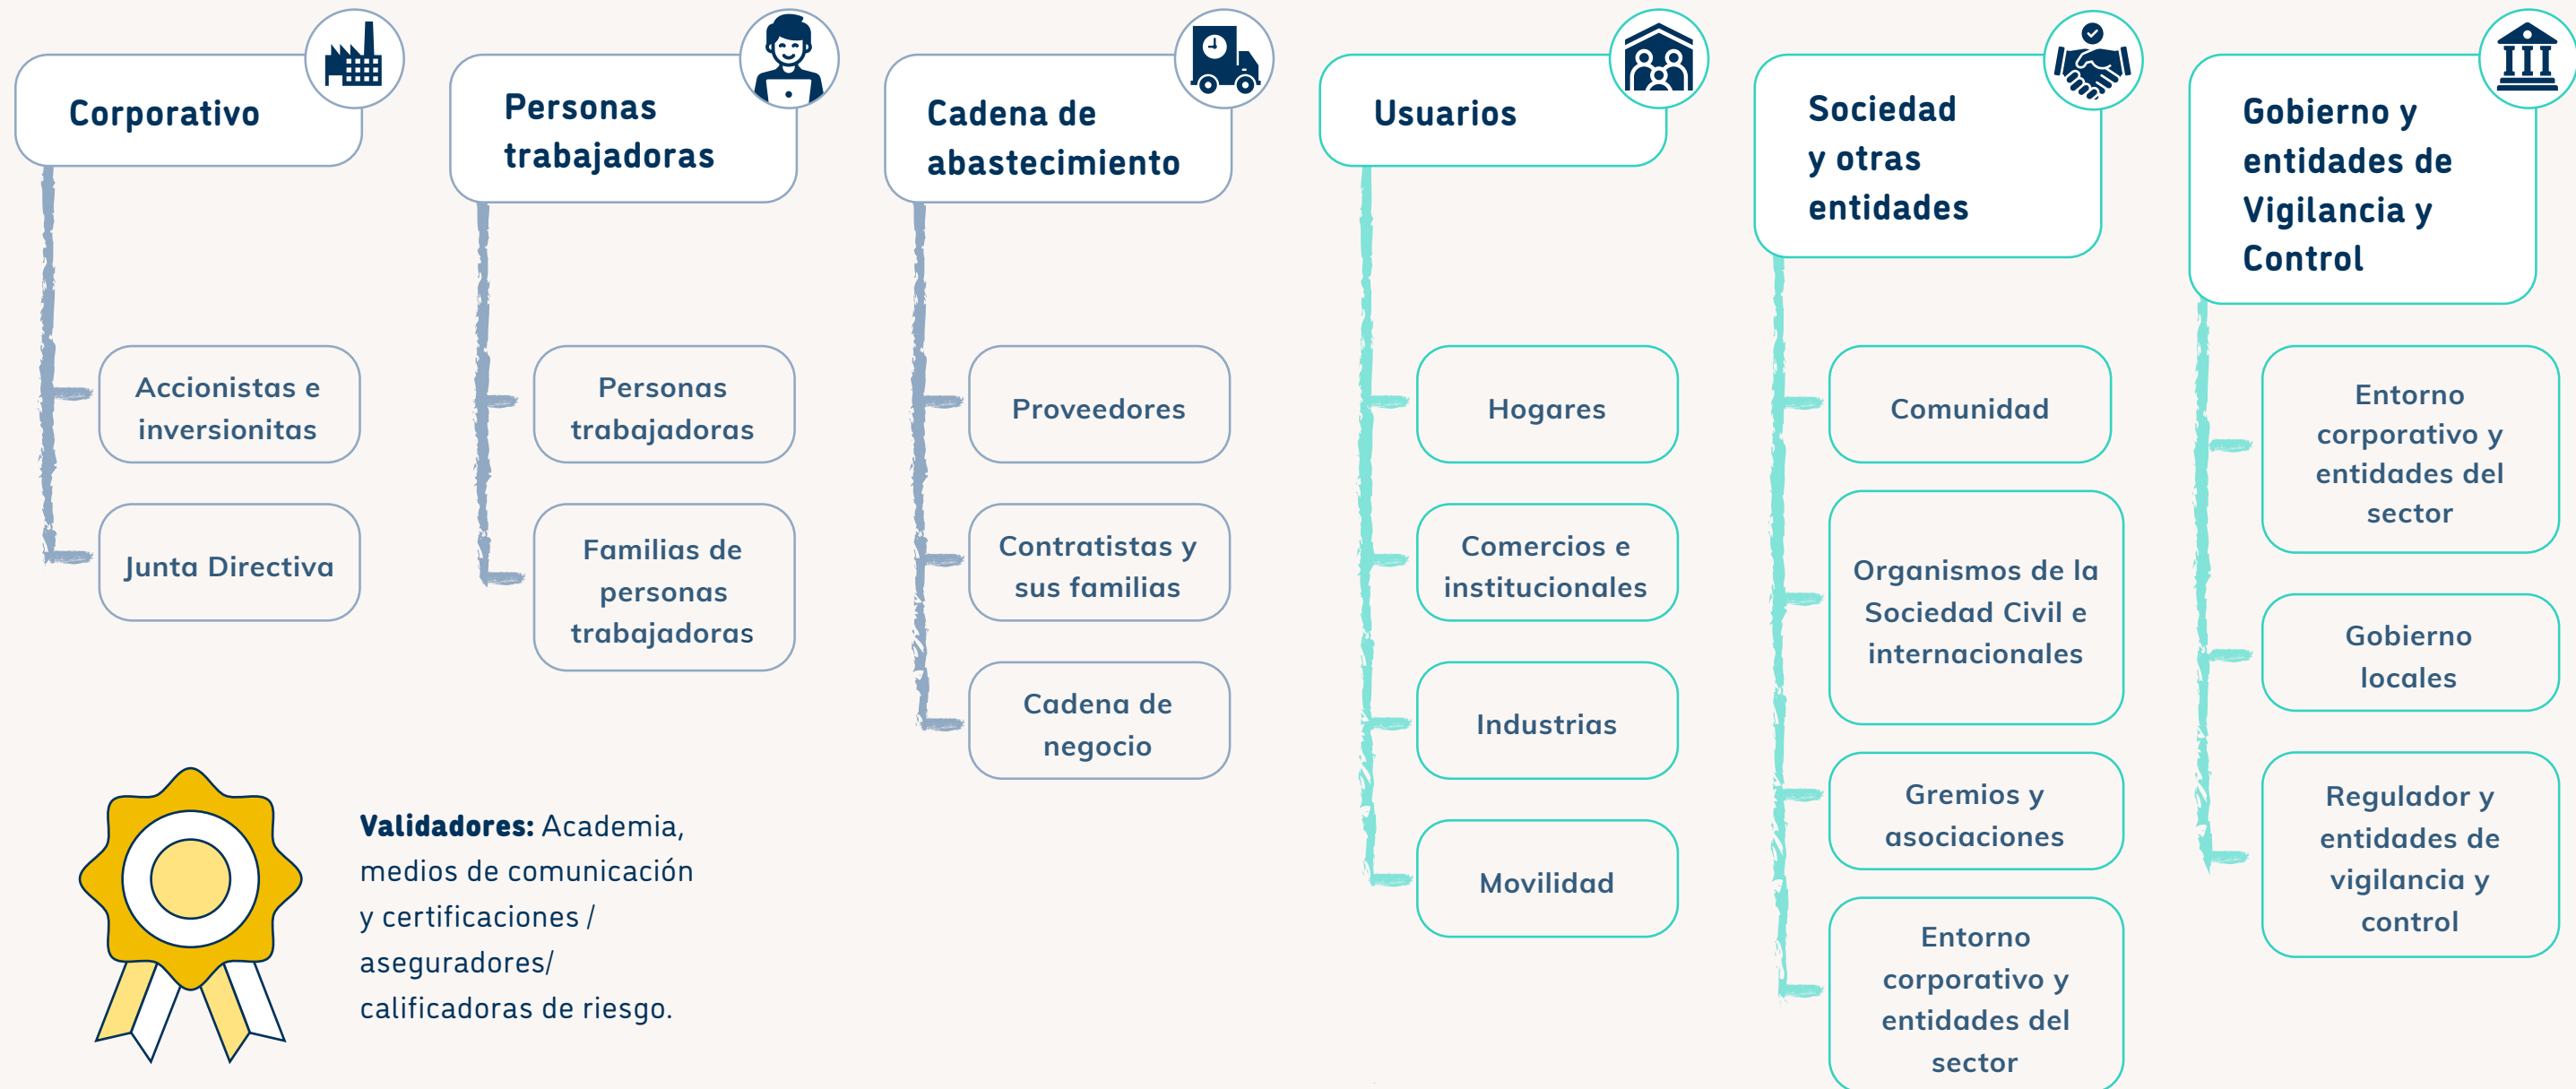 Corporativo
Accionistas e
inversionitas
Junta Directiva
Personas
trabajadoras
Personas
trabajadoras
Familias de
personas
trabajadoras
Cadena de
abastecimiento
Proveedores
Contratistas y
sus familias
Cadena de
negocio
Usuarios
Hogares
Comercios e
institucionales
Industrias
Movilidad
Sociedad
y otras
entidades
Comunidad
Organismos de la
Sociedad Civil e
internacionales
Gremios y
asociaciones
Entorno
corporativo y
entidades del
sector
Gobierno y
entidades de
Vigilancia y
Control
Entorno
corporativo y
entidades del
sector
Gobierno
locales
Regulador y
entidades de
vigilancia y
control
Validadores: Academia,
medios de comunicación
y certificaciones /
aseguradores/
calificadoras de riesgo.